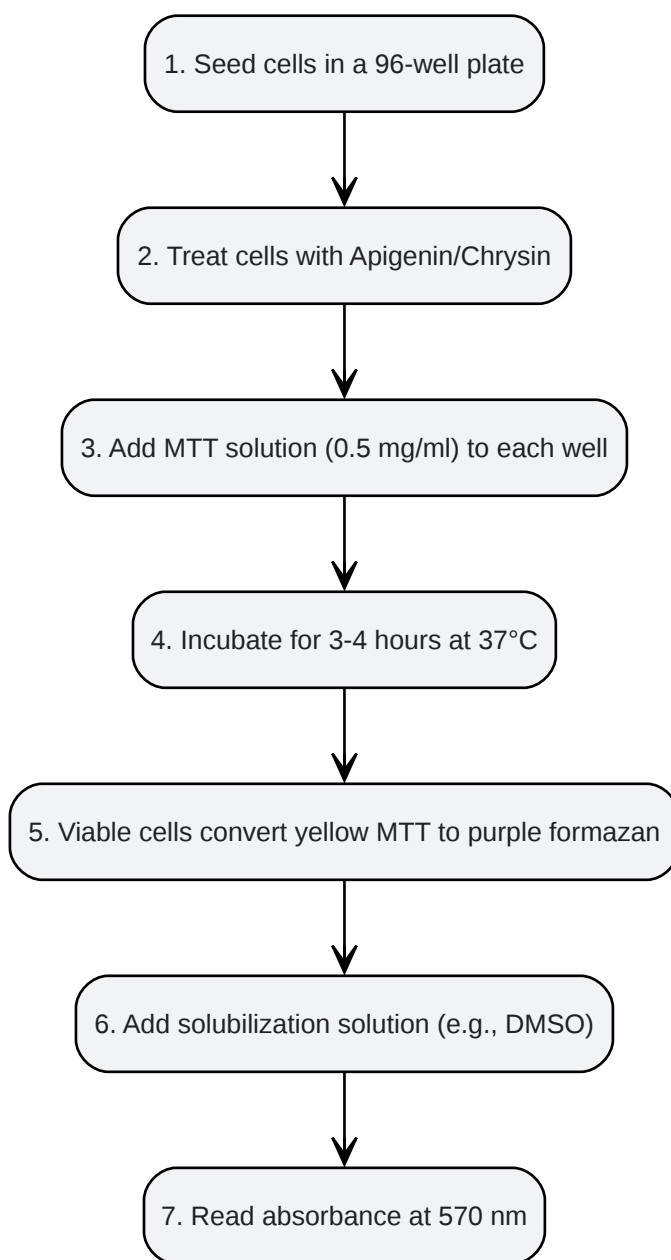 1. Seed cells in a 96-well plate
2. Treat cells with Apigenin/Chrysin
3. Add MTT solution (0.5 mg/ml) to each well
4. Incubate for 3-4 hours at 37°C
5. Viable cells convert yellow MTT to purple formazan
6. Add solubilization solution (e.g., DMSO)
7. Read absorbance at 570 nm